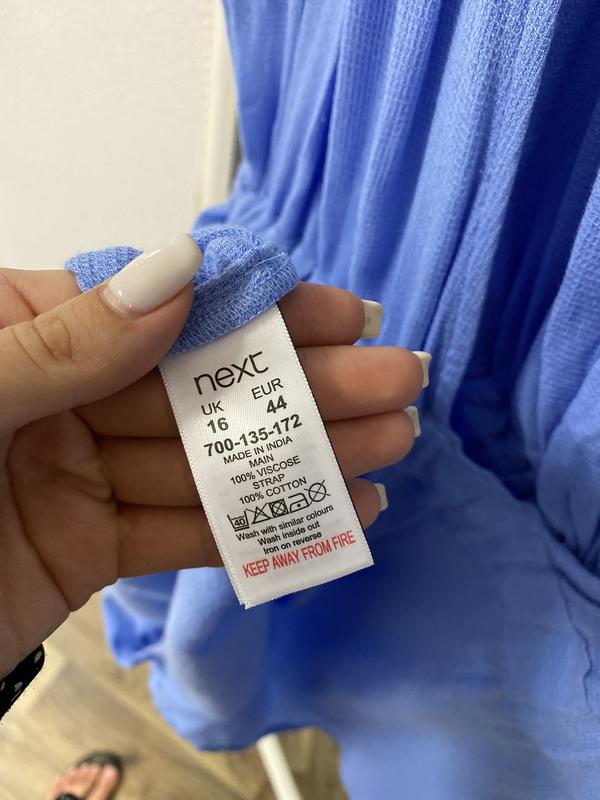 next
UK EUR
16 44
700-135-172
MADE IN INDIA
MAIN
100% VISCOSE
STRAP
100% COTTON
40
Wash with similar colours
Wash inside out
Iron on reverse
KEEP AWAY FROM FIRE